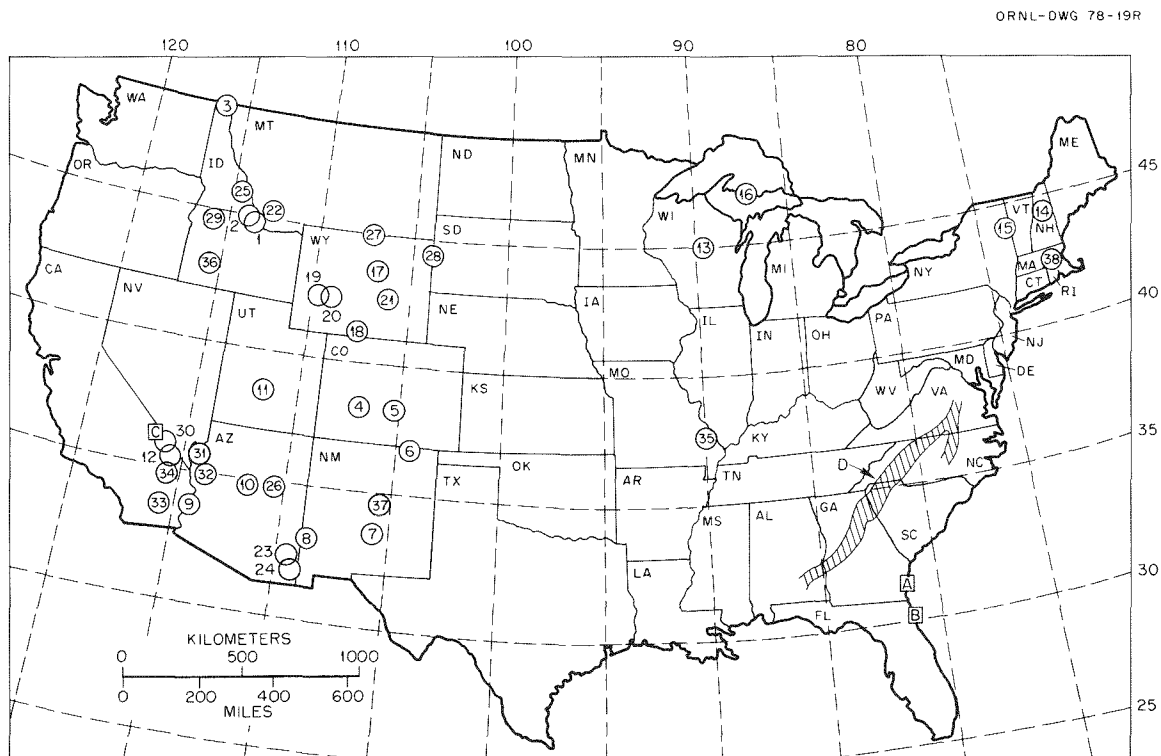 ORNL-DWG 78-19R
120 110 100 90 80
WA
3
MT
ND
MN
ME
45
OR
ID
25
22
29
2
1
16
WI
VT
14
NH
15
27
SD
WY
28
13
MI
NY
MA
38
CT
RI
40
CA
NV
36
17
19
21
20
IA
NE
18
UT
CO
IL
IN
OH
PA
NJ
MD
DE
MO
WV
VA
11
KS
4
5
35
KY
C
30
AZ
31
12
6
NM
OK
TN
D
NC
35
34
32
10
26
TX
AR
33
9
37
MS
AL
GA
SC
8
7
23
24
LA
A
30
B
FL
KILOMETERS
0 500 1000
0 200 400 600
MILES
25